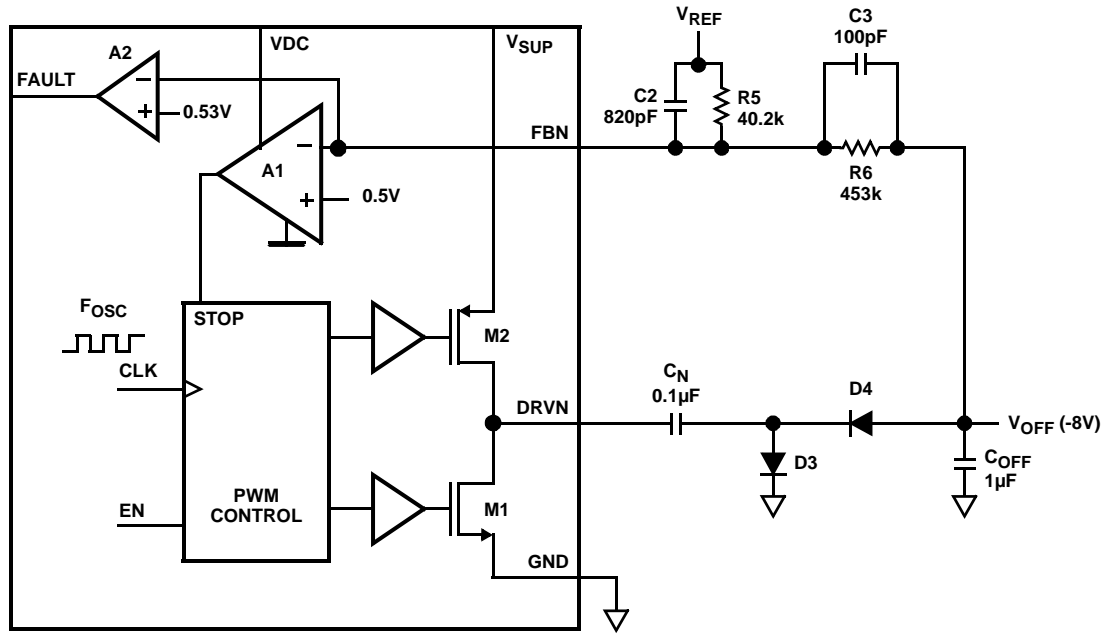 VDC
VSUP
A2
FAULT
−
+
0.53V
FBN
A1
−
+
0.5V
VREF
C2
820pF
R5
40.2k
C3
100pF
R6
453k
FOSC
CLK
EN
STOP
PWM
CONTROL
M2
DRVN
M1
GND
CN
0.1µF
D4
D3
VOFF (-8V)
COFF
1µF